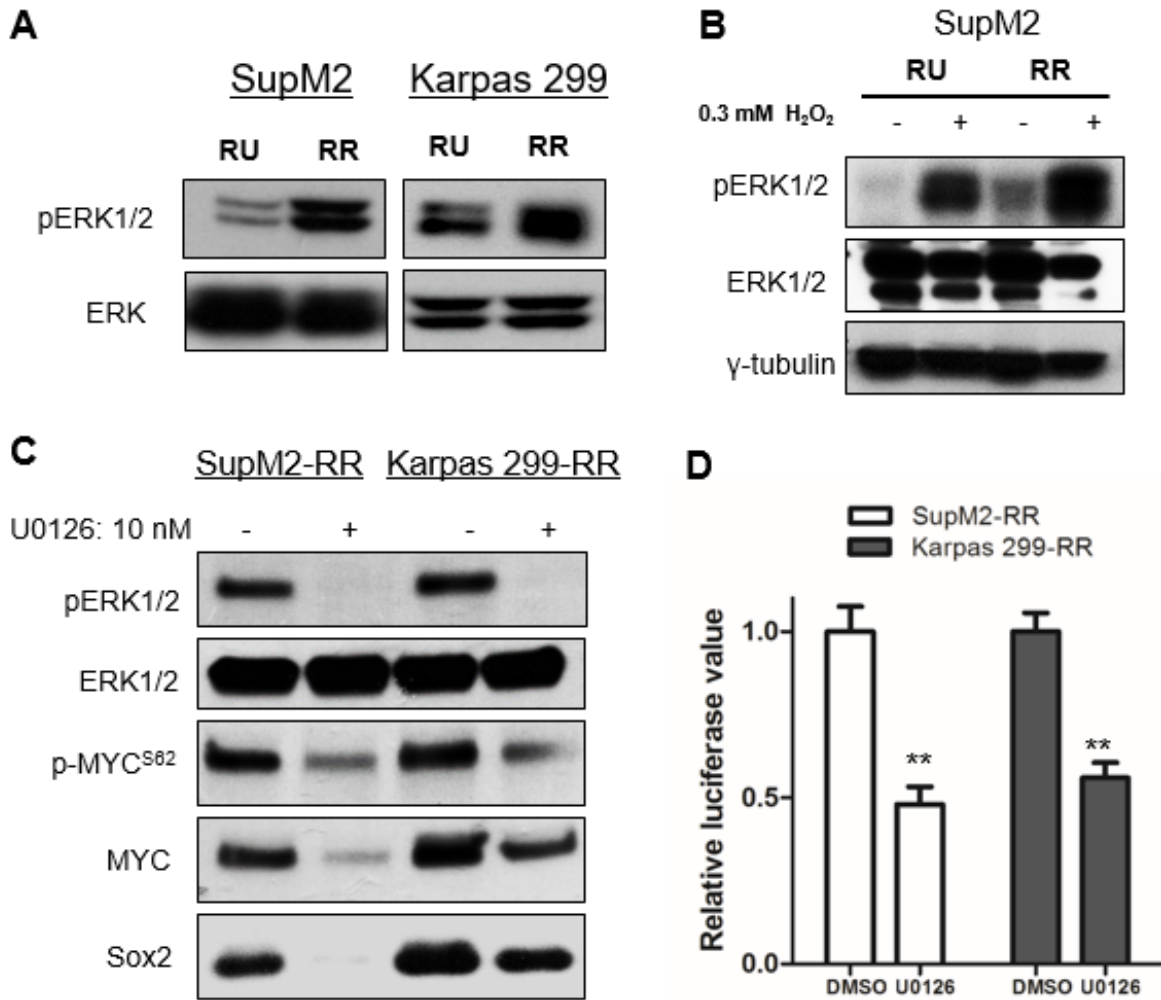 A
SupM2 Karpas 299
RU RR RU RR
pERK1/2
ERK
B
SupM2
RU RR
0.3 mM H₂O₂ - + - +
pERK1/2
ERK1/2
γ-tubulin
C
SupM2-RR Karpas 299-RR
U0126: 10 nM - + - +
pERK1/2
ERK1/2
p-MYCˢ⁶²
MYC
Sox2
D
SupM2-RR
Karpas 299-RR
Relative luciferase value
1.0
** **
0.5
0.0
DMSO U0126 DMSO U0126